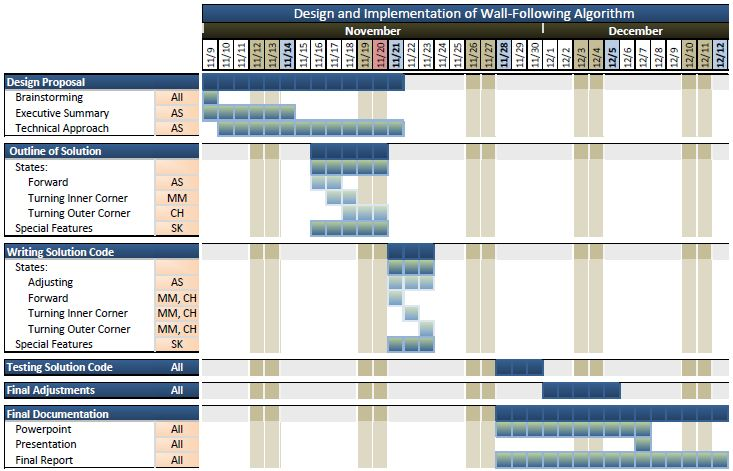 Design and Implementation of Wall-Following Algorithm
November December
11/9 11/10 11/11 11/12 11/13 11/14 11/15 11/16 11/17 11/18 11/19 11/20 11/21 11/22 11/23 11/24 11/25 11/26 11/27 11/28 11/29 11/30 12/1 12/2 12/3 12/4 12/5 12/6 12/7 12/8 12/9 12/10 12/11 12/12
Design Proposal
Brainstorming All
Executive Summary AS
Technical Approach AS
Outline of Solution
States:
Forward AS
Turning Inner Corner MM
Turning Outer Corner CH
Special Features SK
Writing Solution Code
States:
Adjusting AS
Forward MM, CH
Turning Inner Corner MM, CH
Turning Outer Corner MM, CH
Special Features SK
Testing Solution Code All
Final Adjustments All
Final Documentation
Powerpoint All
Presentation All
Final Report All